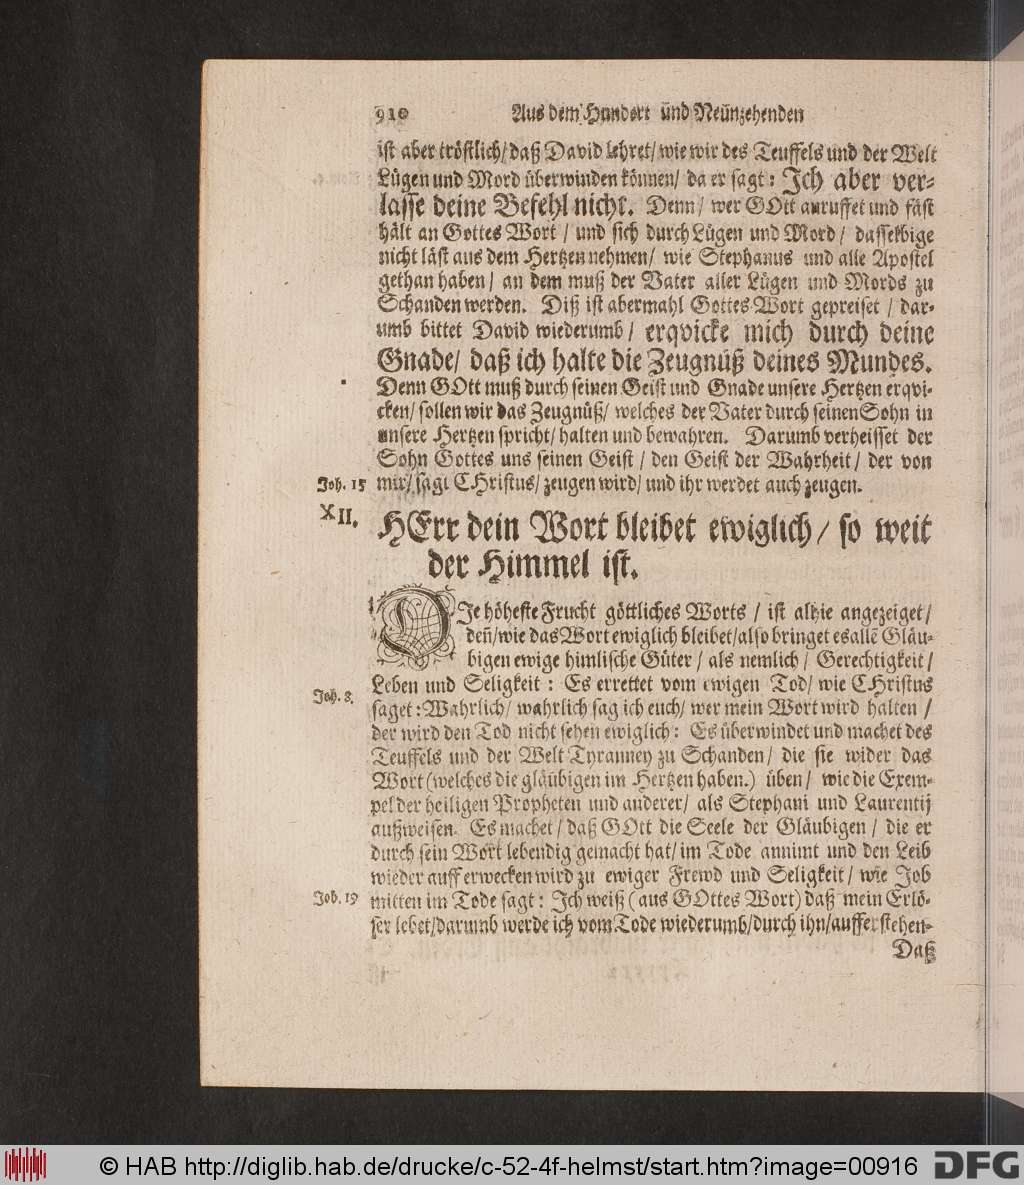 910 Aus dem Hundert und Neünzehenden
ist aber tröstlich/ daß David lehret/ wie wir des Teuffels und der Welt
Lügen und Mord überwinden können/ da er sagt: Ich aber ver-
lasse deine Befehl nicht. Denn/ wer GOtt anruffet und fäst
hält an Gottes Wort / und sich durch Lügen und Mord / dasselbige
nicht läst aus dem Hertzen nehmen/ wie Stephanus und alle Apostel
gethan haben/ an dem muß der Vater aller Lügen und Mords zu
Schanden werden. Diß ist abermahl Gottes Wort gepreiset / dar-
umb bittet David wiederumb/ erqvicke mich durch deine
Gnade/ daß ich halte die Zeugnüß deines Mundes.
Denn GOtt muß durch seinen Geist und Gnade unsere Hertzen erqvi-
cken/ sollen wir das Zeugnüß/ welches der Vater durch seinen Sohn in
unsere Hertzen spricht/ halten und bewahren. Darumb verheisset der
Sohn Gottes uns seinen Geist / den Geist der Wahrheit/ der von
Joh. 15 mir/ sagt CHristus/ zeugen wird/ und ihr werdet auch zeugen.
XII. HErr dein Wort bleibet ewiglich/ so weit
der Himmel ist.
DIe höheste Frucht göttliches Worts / ist alhie angezeiget/
deñ/wie das Wort ewiglich bleibet/also bringet es allē Gläu-
bigen ewige himlische Güter / als nemlich / Gerechtigkeit/
Leben und Seligkeit : Es errettet vom ewigen Tod/ wie CHristus
Joh. 8. saget: Wahrlich/ wahrlich sag ich euch/ wer mein Wort wird halten /
der wird den Tod nicht sehen ewiglich: Es überwindet und machet des
Teuffels und der Welt Tyranney zu Schanden/ die sie wider das
Wort (welches die gläubigen im Hertzen haben.) üben/ wie die Exem-
pel der heiligen Propheten und anderer/ als Stephani und Laurentij
außweisen. Es machet/ daß GOtt die Seele der Gläubigen / die er
durch sein Wort lebendig gemacht hat/ im Tode annimt und den Leib
wieder aufferwecken wird zu ewiger Frewd und Seligkeit/ wie Job
Job. 19 mitten im Tode sagt: Ich weiß (aus GOttes Wort) daß mein Erlö-
ser lebet/darumb werde ich vom Tode wiederumb/durch ihn/aufferstehen-
Daß
© HAB http://diglib.hab.de/drucke/c-52-4f-helmst/start.htm?image=00916
DFG